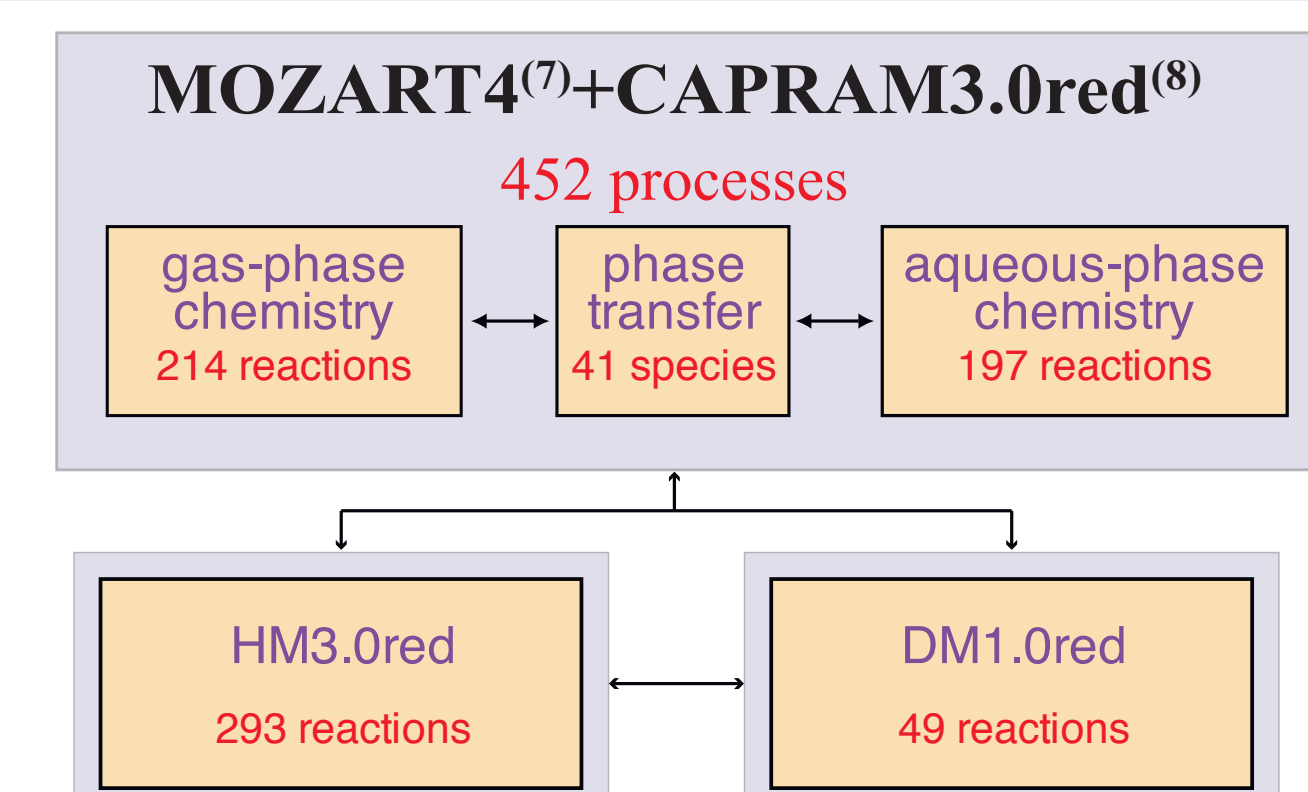 MOZART4(7)+CAPRAM3.0red(8)
452 processes
gas-phase
chemistry
214 reactions
phase
transfer
41 species
aqueous-phase
chemistry
197 reactions
HM3.0red
293 reactions
DM1.0red
49 reactions